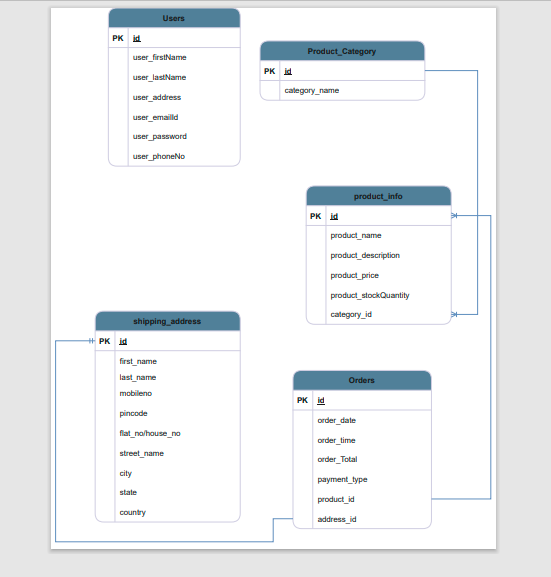 Users
PK id
user_firstName
user_lastName
user_address
user_emailId
user_password
user_phoneNo
Product_Category
PK id
category_name
product_info
PK id
product_name
product_description
product_price
product_stockQuantity
category_id
shipping_address
PK id
first_name
last_name
mobileno
pincode
flat_no/house_no
street_name
city
state
country
Orders
PK id
order_date
order_time
order_Total
payment_type
product_id
address_id